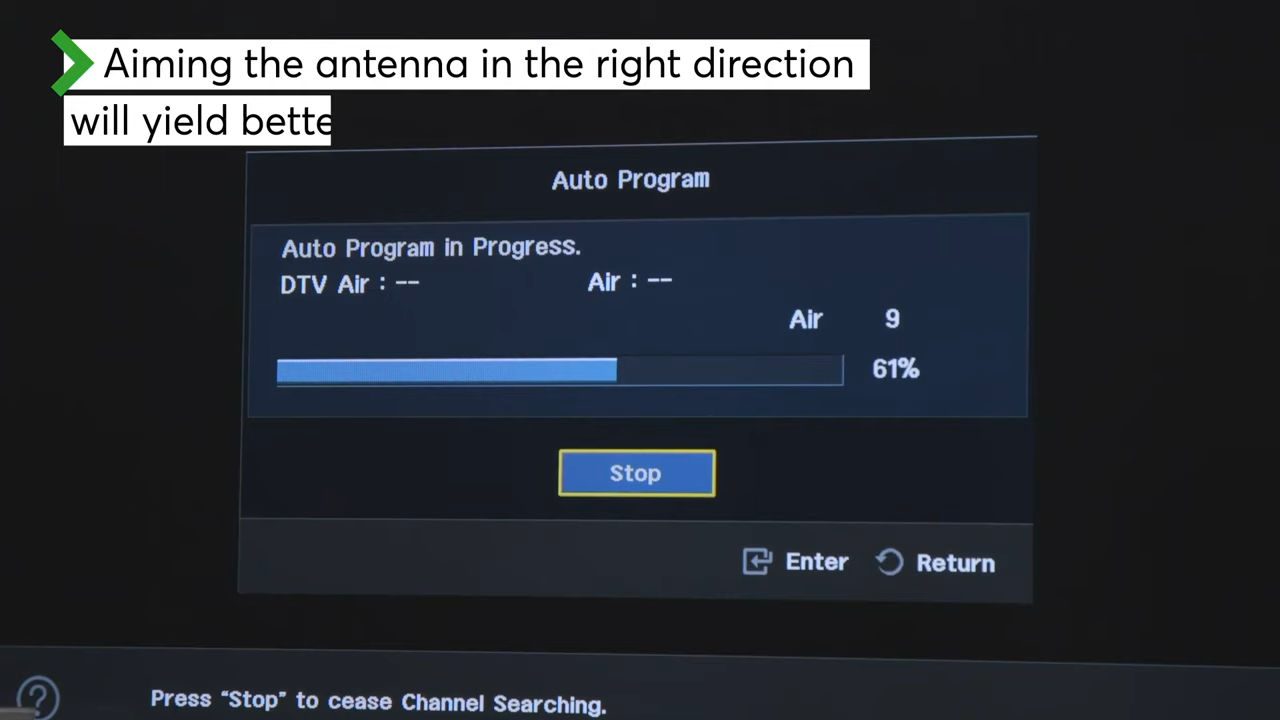 Aiming the antenna in the right direction
will yield bette
Auto Program
Auto Program in Progress.
DTV Air : -- Air : --
Air 9
61%
Stop
Enter Return
Press “Stop” to cease Channel Searching.